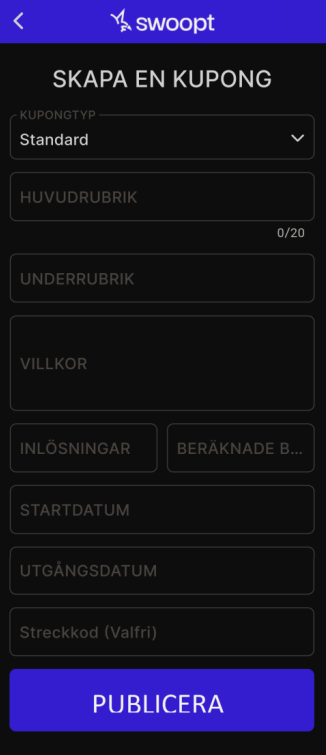 swoopt
SKAPA EN KUPONG
KUPONGTYP
Standard
HUVUDRUBRIK
0/20
UNDERRUBRIK
VILLKOR
INLÖSNINGAR
BERÄKNADE B...
STARTDATUM
UTGÅNGSDATUM
Streckkod (Valfri)
PUBLICERA